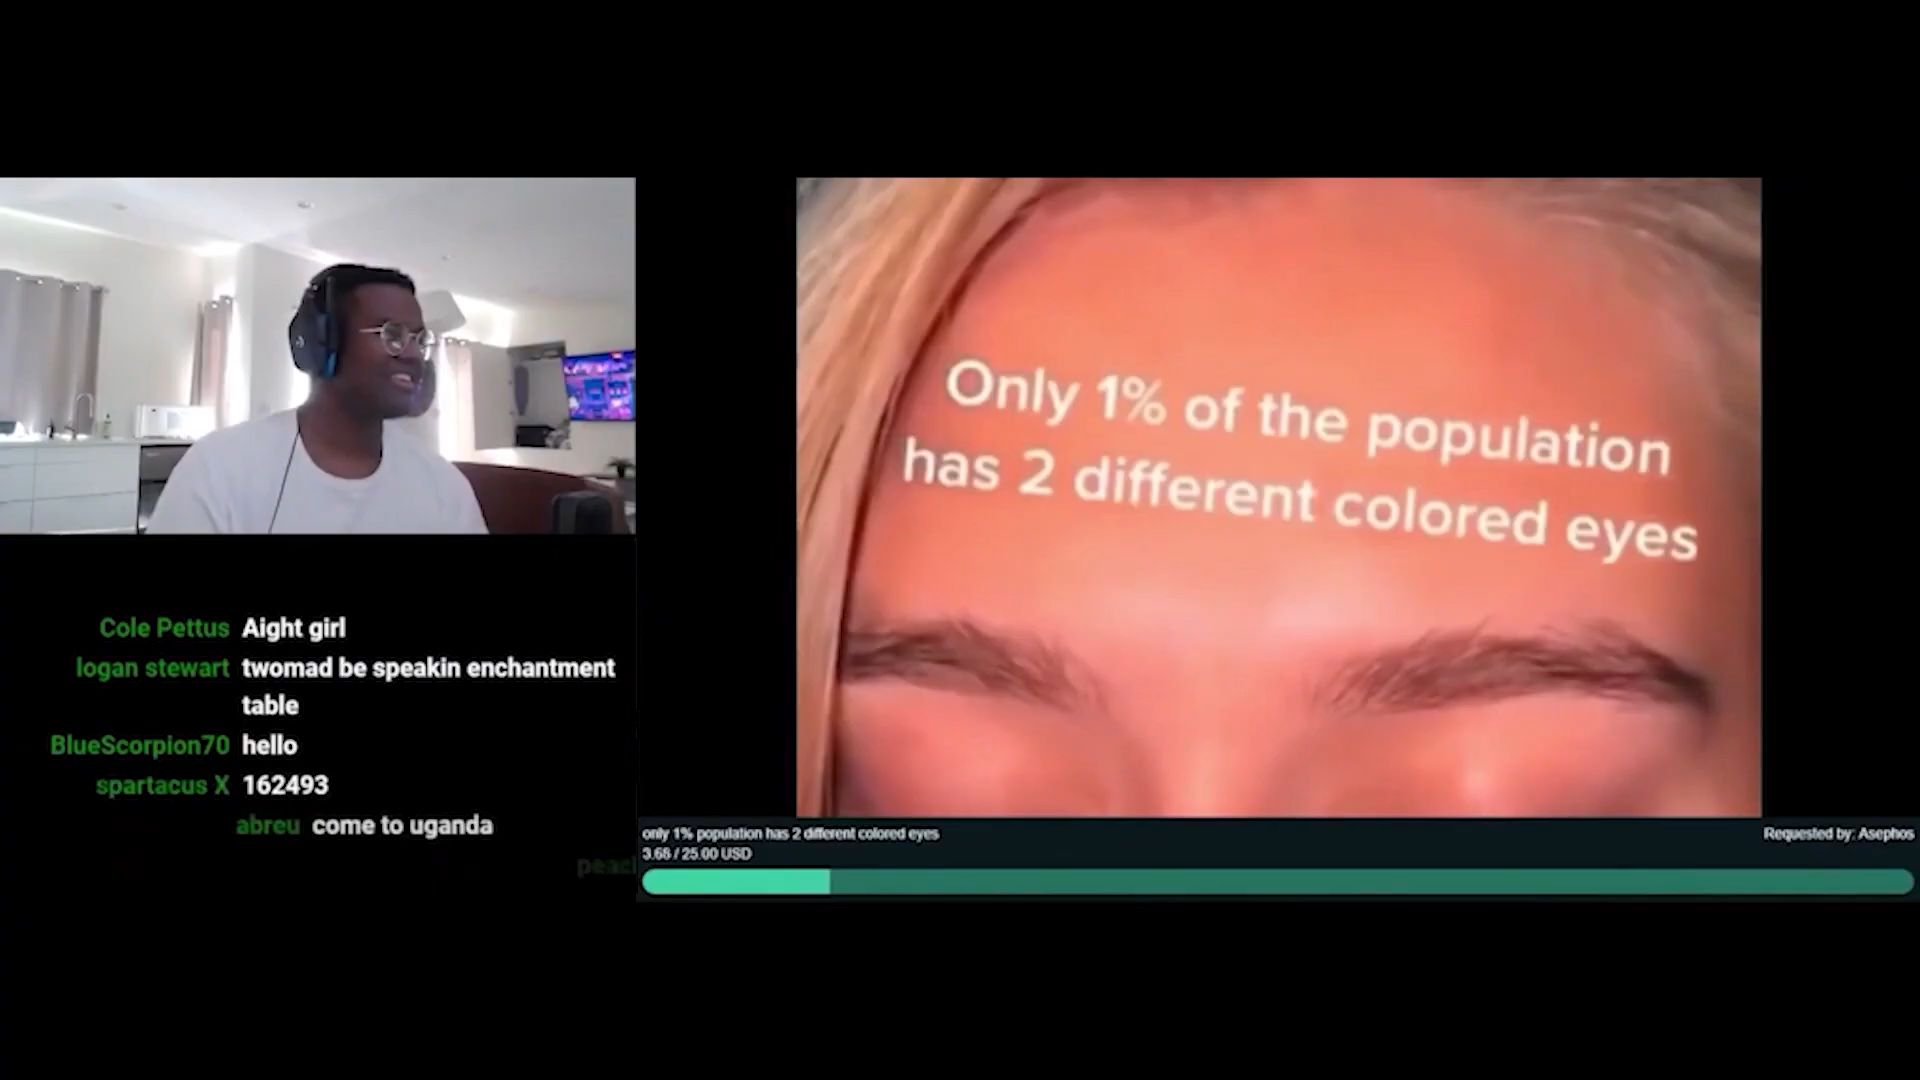 Only 1% of the population
has 2 different colored eyes
Cole Pettus Aight girl
logan stewart twomad be speakin enchantment
table
BlueScorpion70 hello
spartacus X 162493
abreu come to uganda
only 1% population has 2 different colored eyes
Requested by: Asephos
3.66 / 25.00 USD